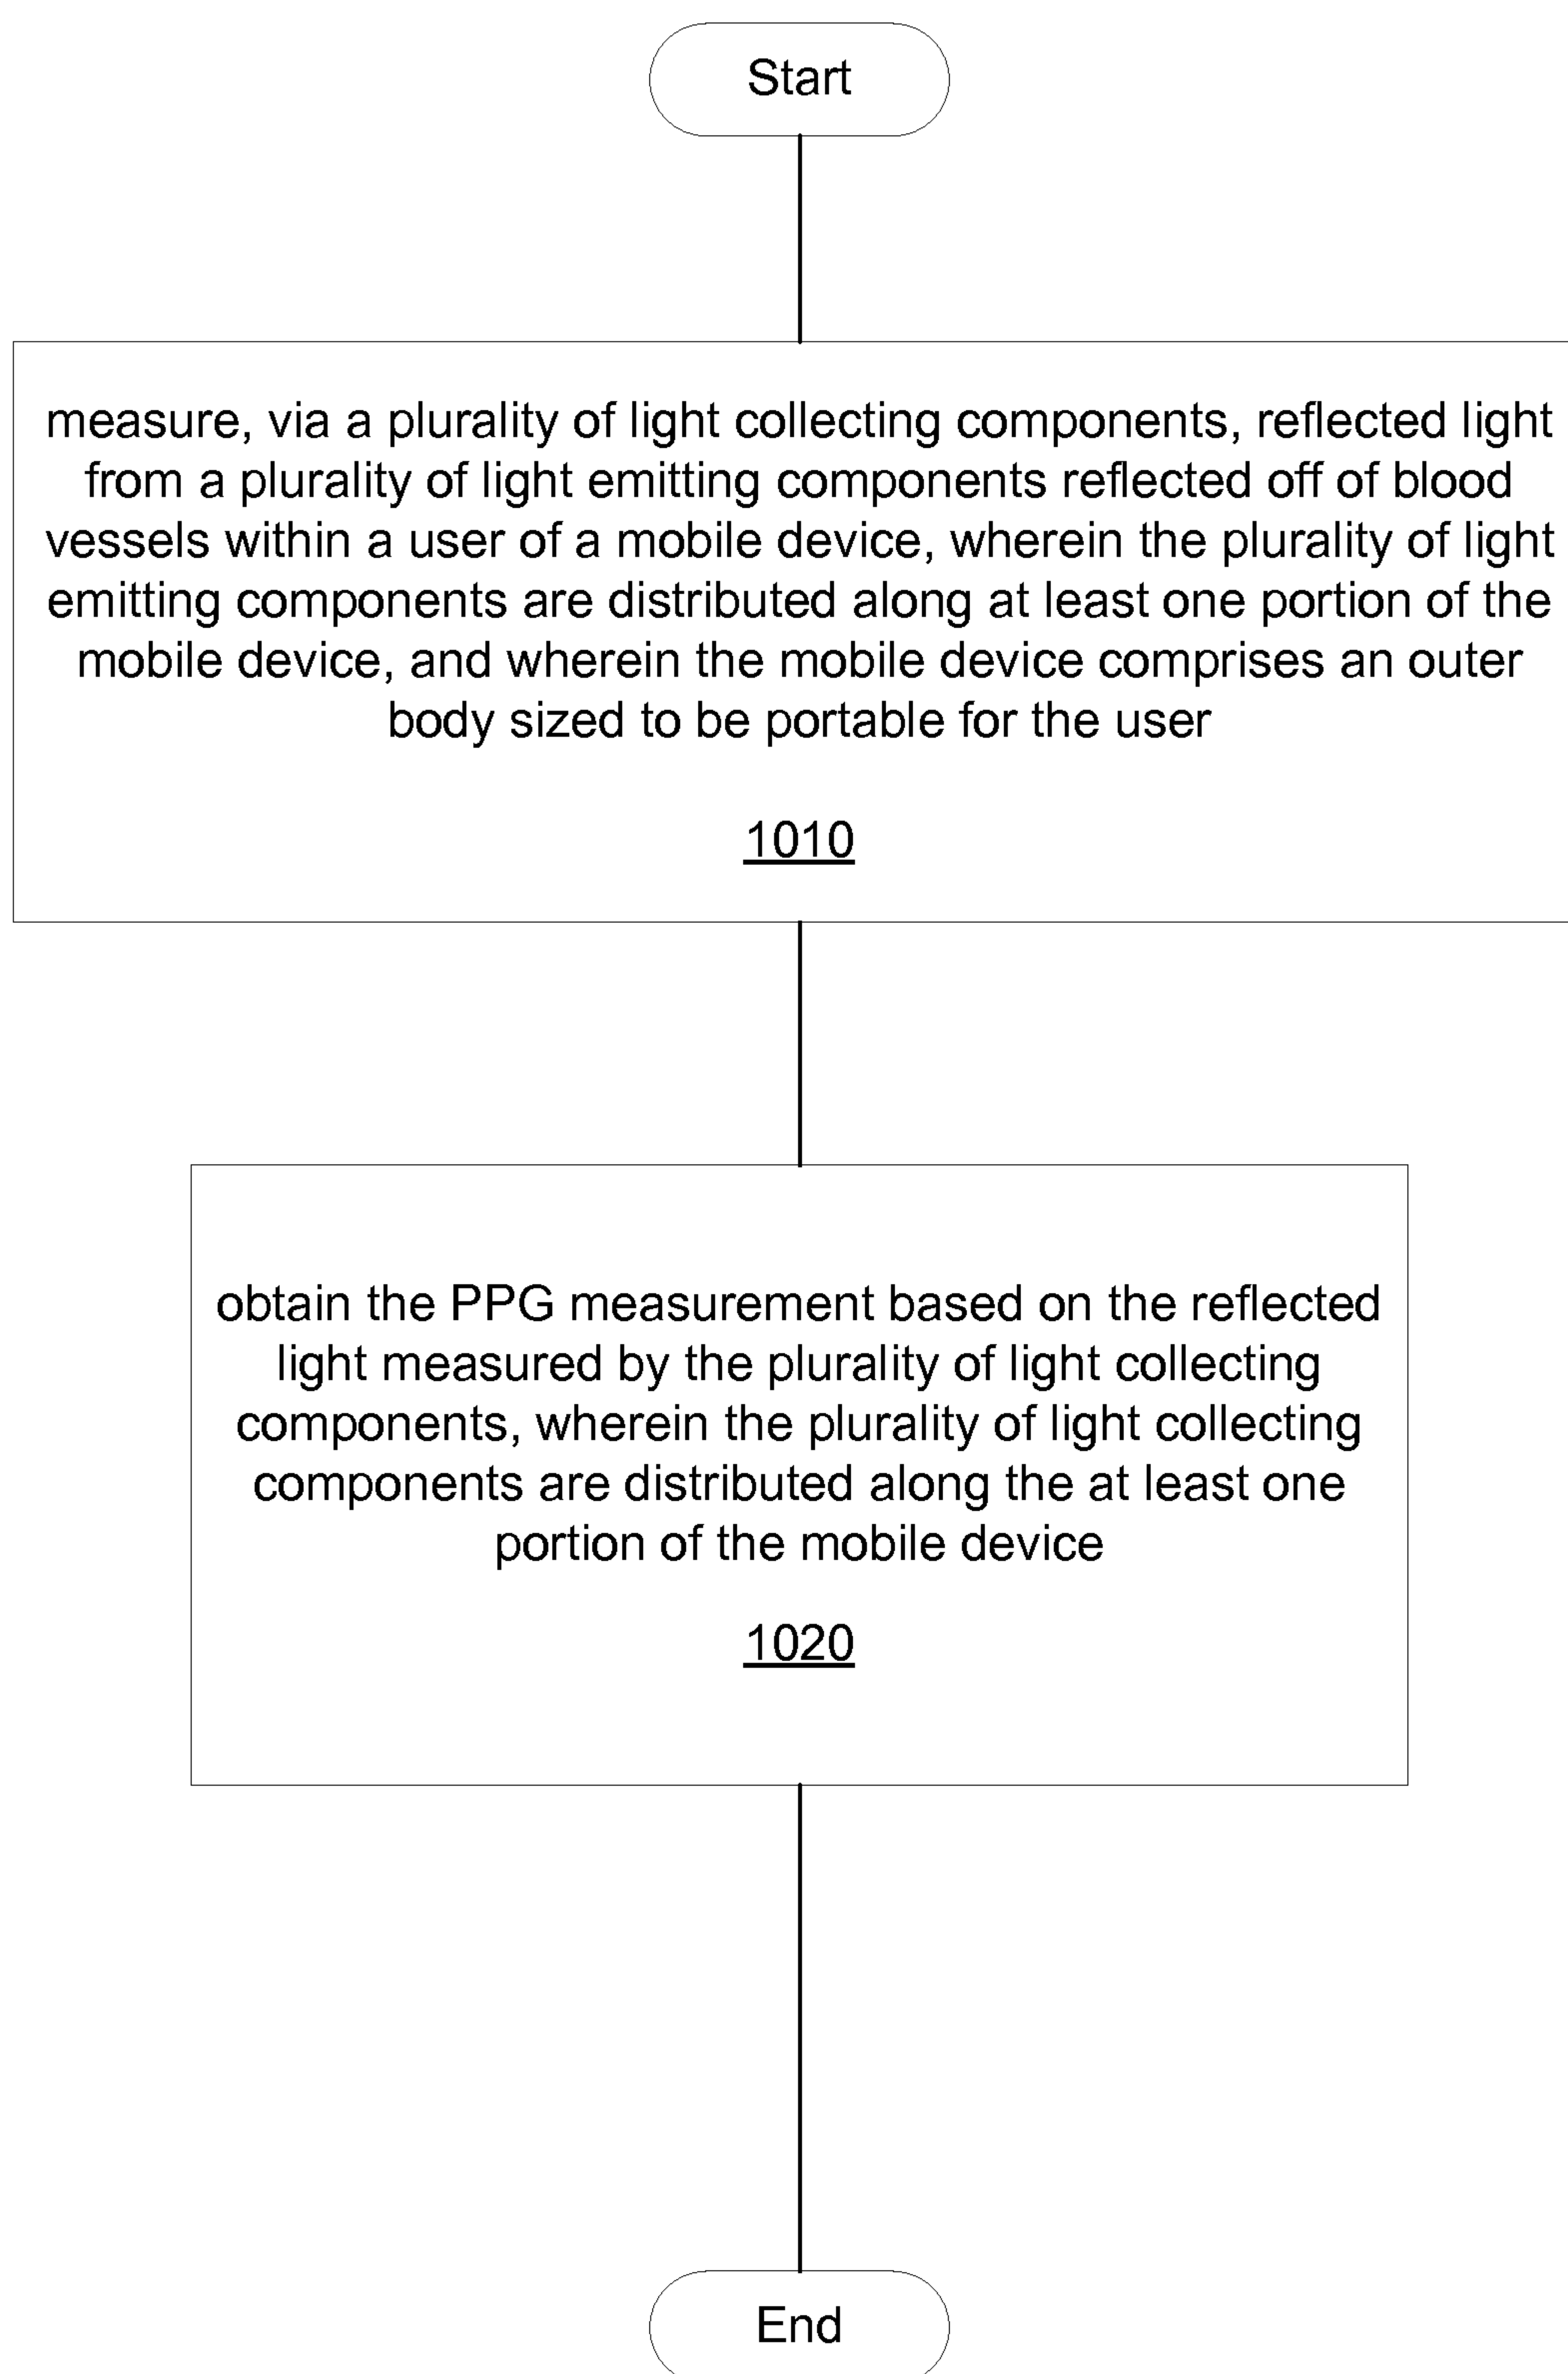 Start
measure, via a plurality of light collecting components, reflected light
from a plurality of light emitting components reflected off of blood
vessels within a user of a mobile device, wherein the plurality of light
emitting components are distributed along at least one portion of the
mobile device, and wherein the mobile device comprises an outer
body sized to be portable for the user
1010
obtain the PPG measurement based on the reflected
light measured by the plurality of light collecting
components, wherein the plurality of light collecting
components are distributed along the at least one
portion of the mobile device
1020
End